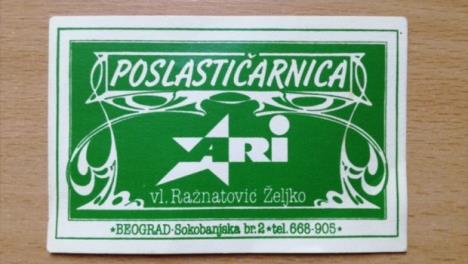 POSLASTIČARNICA
ARi
vl. Ražnatović Željko
*BEOGRAD·Sokobanjska br.2*tel.668-905*